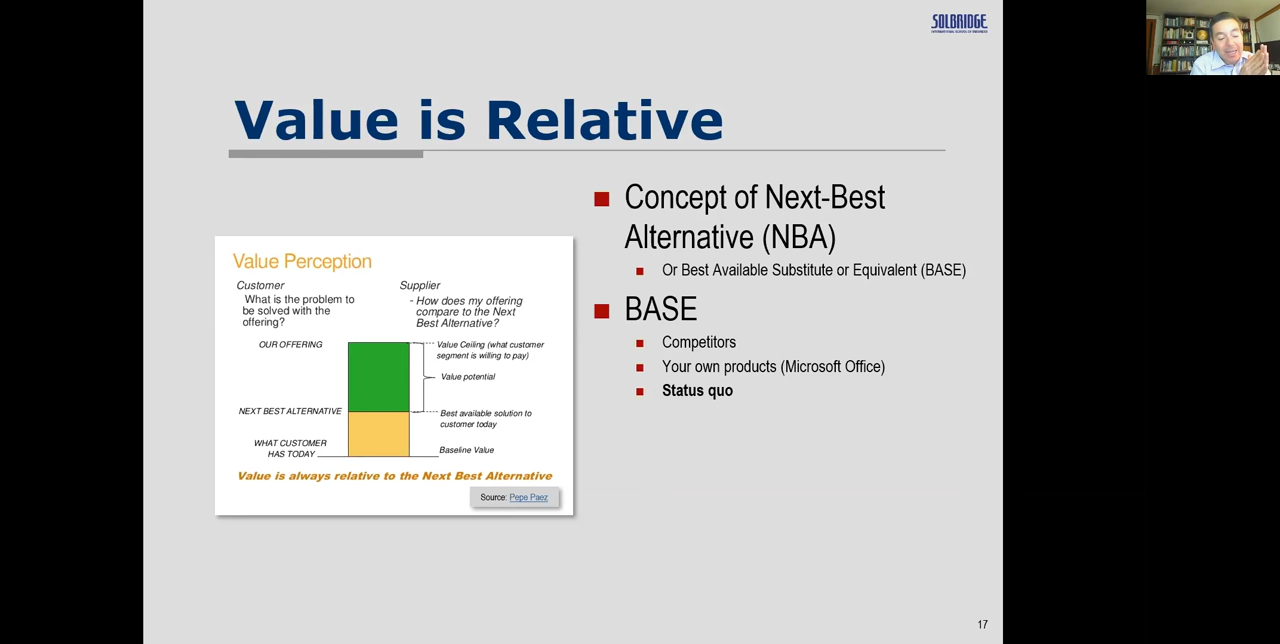 SOLBRIDGE
INTERNATIONAL SCHOOL OF BUSINESS
Value is Relative
Value Perception
Customer
What is the problem to
be solved with the
offering?
Supplier
- How does my offering
compare to the Next
Best Alternative?
OUR OFFERING
Value Ceiling (what customer
segment is willing to pay)
Value potential
NEXT BEST ALTERNATIVE
Best available solution to
customer today
WHAT CUSTOMER
HAS TODAY
Baseline Value
Value is always relative to the Next Best Alternative
Source: Pepe Paez
Concept of Next-Best
Alternative (NBA)
Or Best Available Substitute or Equivalent (BASE)
BASE
Competitors
Your own products (Microsoft Office)
Status quo
17